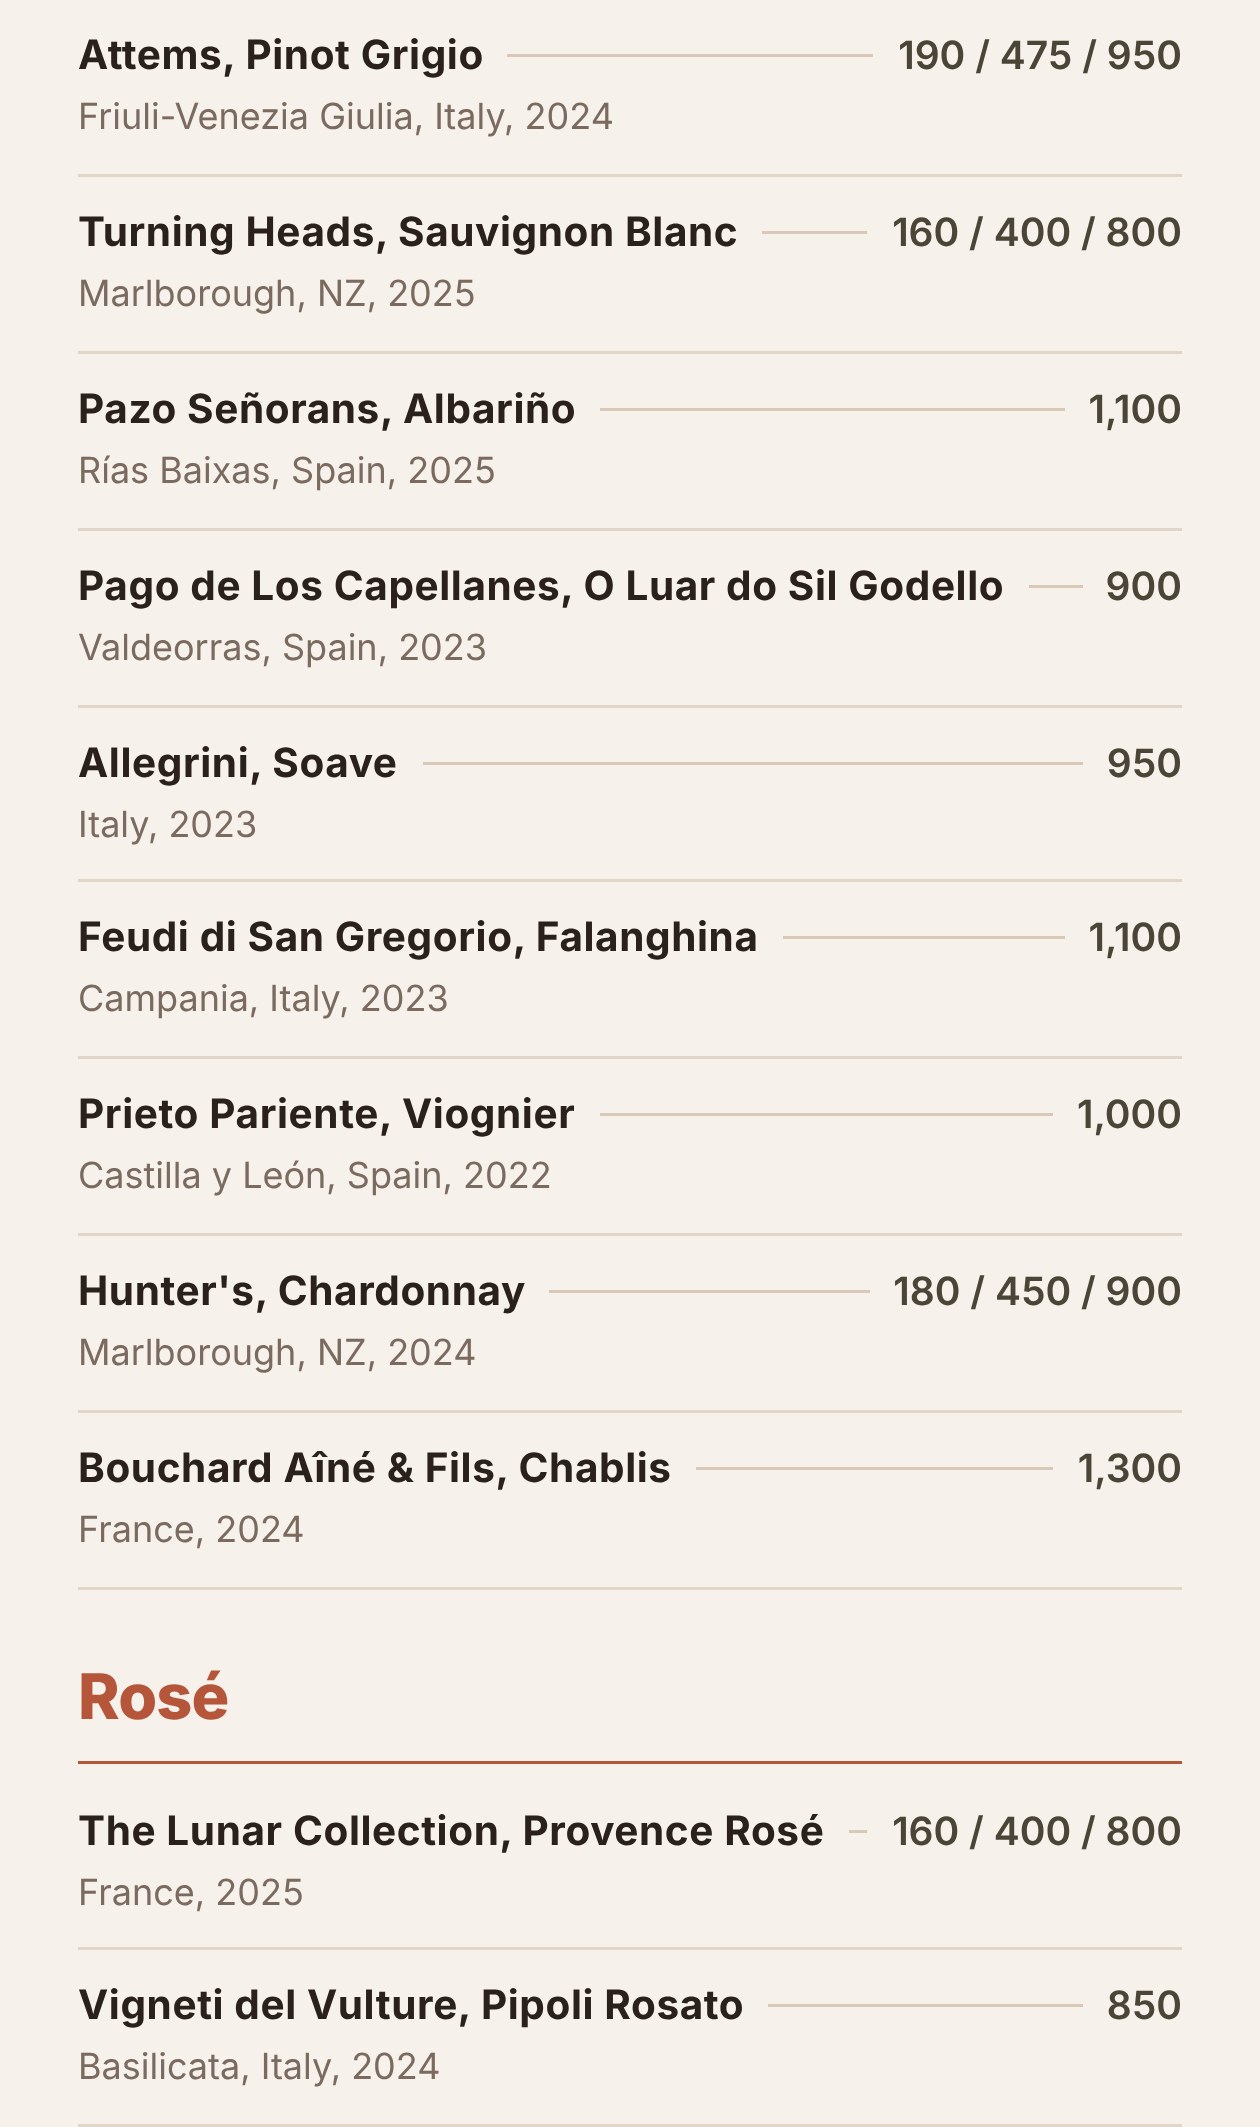 Attems, Pinot Grigio 190 / 475 / 950
Friuli-Venezia Giulia, Italy, 2024
Turning Heads, Sauvignon Blanc 160 / 400 / 800
Marlborough, NZ, 2025
Pazo Señorans, Albariño 1,100
Rías Baixas, Spain, 2025
Pago de Los Capellanes, O Luar do Sil Godello 900
Valdeorras, Spain, 2023
Allegrini, Soave 950
Italy, 2023
Feudi di San Gregorio, Falanghina 1,100
Campania, Italy, 2023
Prieto Pariente, Viognier 1,000
Castilla y León, Spain, 2022
Hunter's, Chardonnay 180 / 450 / 900
Marlborough, NZ, 2024
Bouchard Aîné & Fils, Chablis 1,300
France, 2024
Rosé
The Lunar Collection, Provence Rosé 160 / 400 / 800
France, 2025
Vigneti del Vulture, Pipoli Rosato 850
Basilicata, Italy, 2024